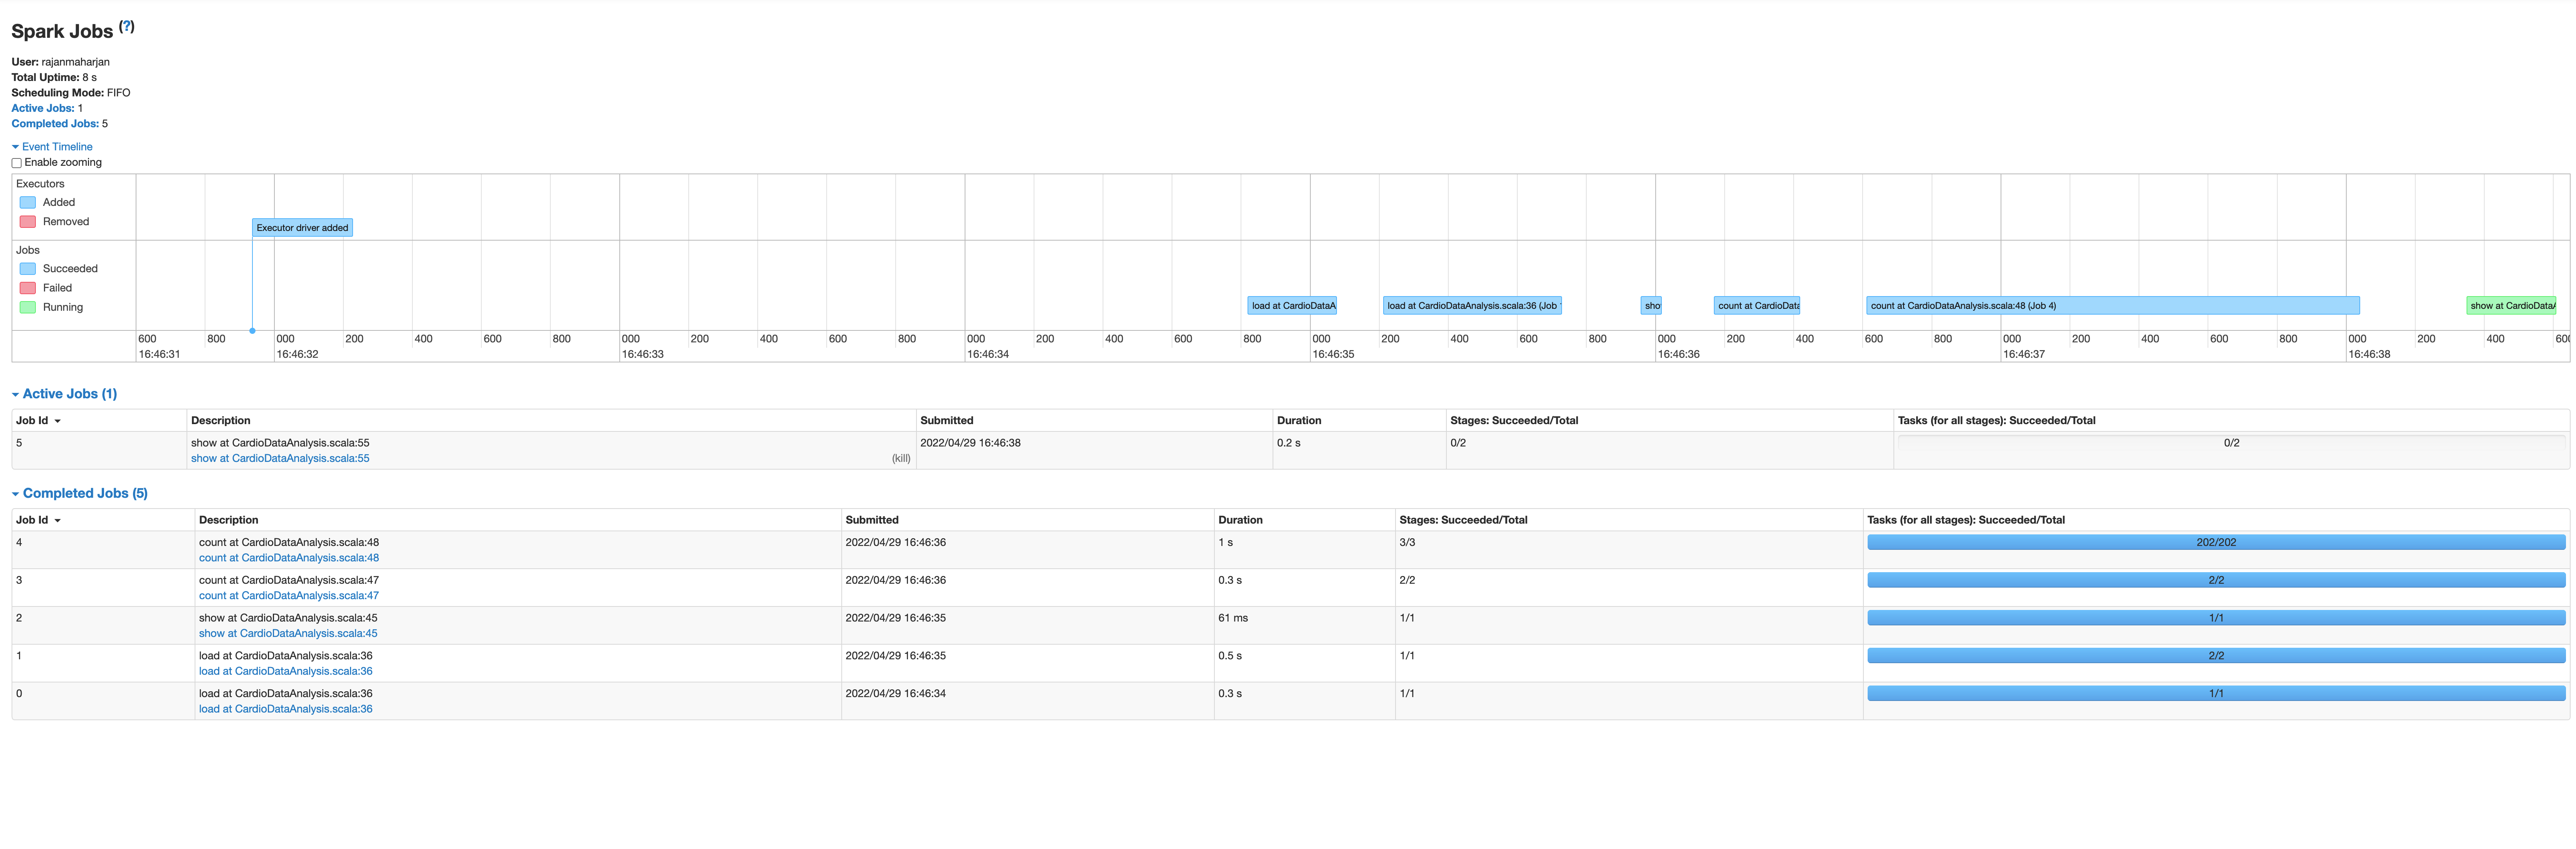 Spark Jobs (?)
User: rajanmaharjan
Total Uptime: 8 s
Scheduling Mode: FIFO
Active Jobs: 1
Completed Jobs: 5
Event Timeline
Enable zooming
Executors
Added
Removed
Executor driver added
Jobs
Succeeded
Failed
Running
load at CardioDataA
load at CardioDataAnalysis.scala:36 (Job
sho
count at CardioData
count at CardioDataAnalysis.scala:48 (Job 4)
show at CardioDataA
600 800 000 200 400 600 800 000 200 400 600 800 000 200 400 600 800 000 200 400 600 800 000 200 400 600 800 000 200 400 600 800 000 200 400 600
16:46:31 16:46:32 16:46:33 16:46:34 16:46:35 16:46:36 16:46:37 16:46:38
Active Jobs (1)
Job Id Description Submitted Duration Stages: Succeeded/Total Tasks (for all stages): Succeeded/Total
5 show at CardioDataAnalysis.scala:55 2022/04/29 16:46:38 0.2 s 0/2 0/2
show at CardioDataAnalysis.scala:55 (kill)
Completed Jobs (5)
Job Id Description Submitted Duration Stages: Succeeded/Total Tasks (for all stages): Succeeded/Total
4 count at CardioDataAnalysis.scala:48 2022/04/29 16:46:36 1 s 3/3 202/202
count at CardioDataAnalysis.scala:48
3 count at CardioDataAnalysis.scala:47 2022/04/29 16:46:36 0.3 s 2/2 2/2
count at CardioDataAnalysis.scala:47
2 show at CardioDataAnalysis.scala:45 2022/04/29 16:46:35 61 ms 1/1 1/1
show at CardioDataAnalysis.scala:45
1 load at CardioDataAnalysis.scala:36 2022/04/29 16:46:35 0.5 s 1/1 2/2
load at CardioDataAnalysis.scala:36
0 load at CardioDataAnalysis.scala:36 2022/04/29 16:46:34 0.3 s 1/1 1/1
load at CardioDataAnalysis.scala:36